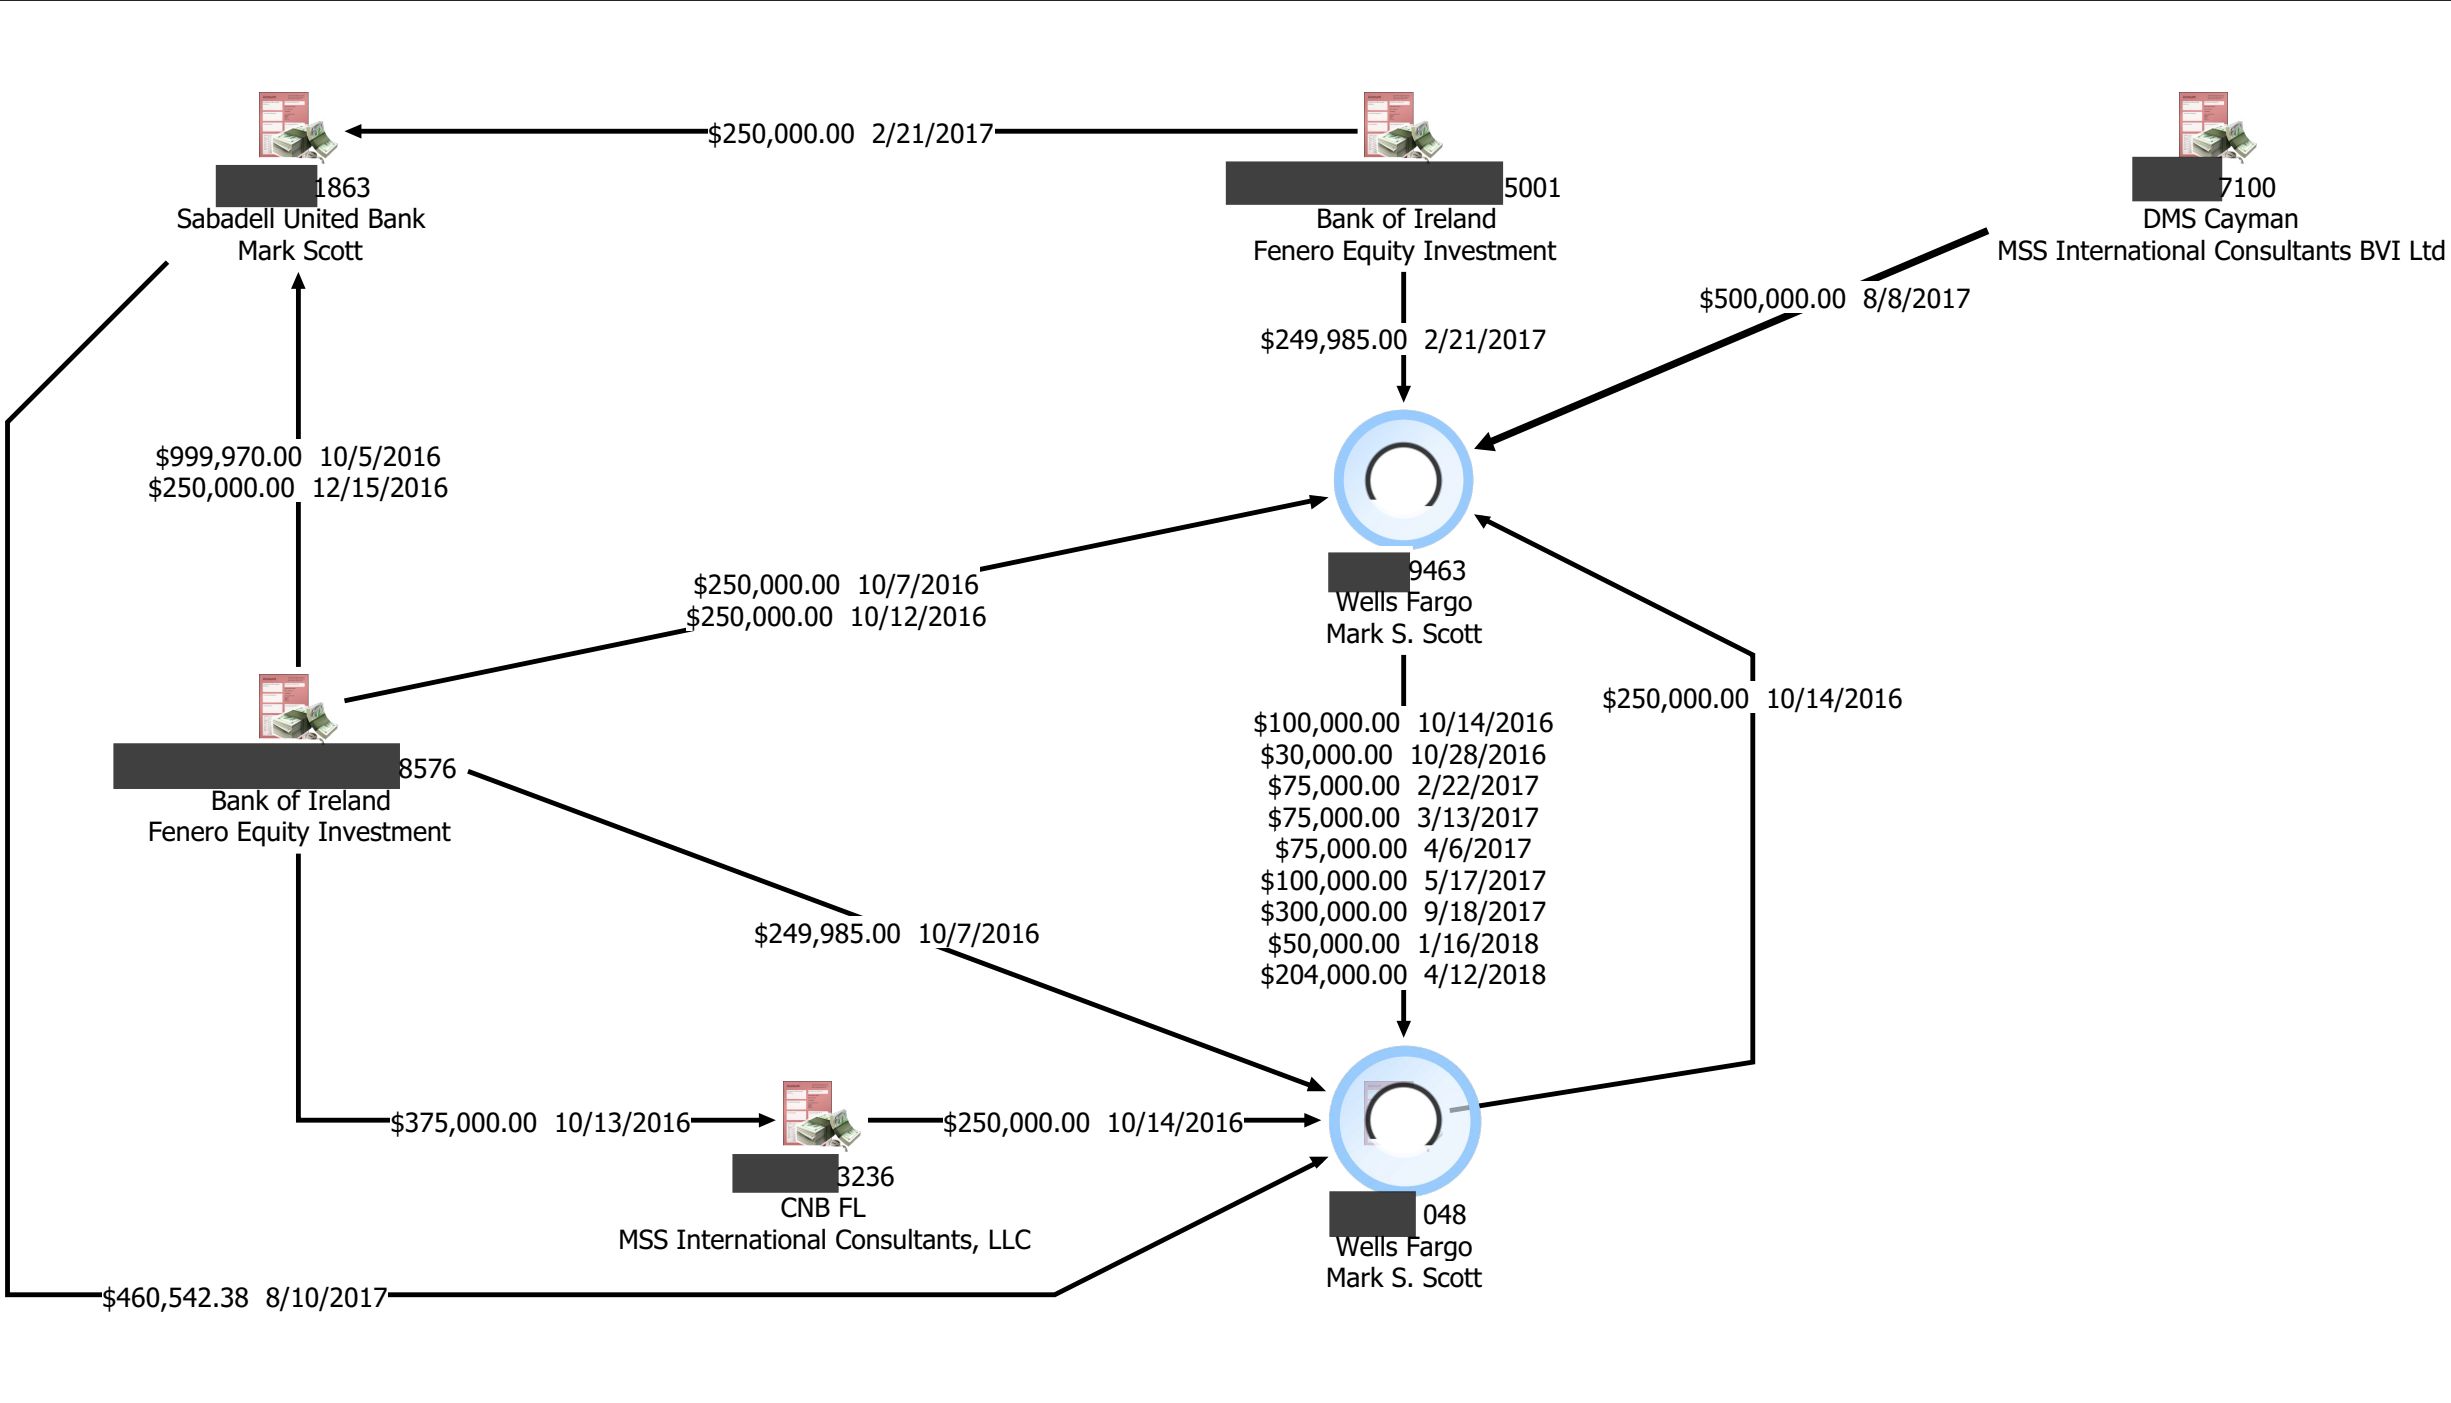 $250,000.00 2/21/2017
1863
Sabadell United Bank
Mark Scott
5001
Bank of Ireland
Fenero Equity Investment
7100
DMS Cayman
MSS International Consultants BVI Ltd
$500,000.00 8/8/2017
$249,985.00 2/21/2017
$999,970.00 10/5/2016
$250,000.00 12/15/2016
$250,000.00 10/7/2016
$250,000.00 10/12/2016
9463
Wells Fargo
Mark S. Scott
$250,000.00 10/14/2016
$100,000.00 10/14/2016
$30,000.00 10/28/2016
$75,000.00 2/22/2017
$75,000.00 3/13/2017
$75,000.00 4/6/2017
$100,000.00 5/17/2017
$300,000.00 9/18/2017
$50,000.00 1/16/2018
$204,000.00 4/12/2018
8576
Bank of Ireland
Fenero Equity Investment
$249,985.00 10/7/2016
$375,000.00 10/13/2016
$250,000.00 10/14/2016
3236
CNB FL
MSS International Consultants, LLC
048
Wells Fargo
Mark S. Scott
$460,542.38 8/10/2017